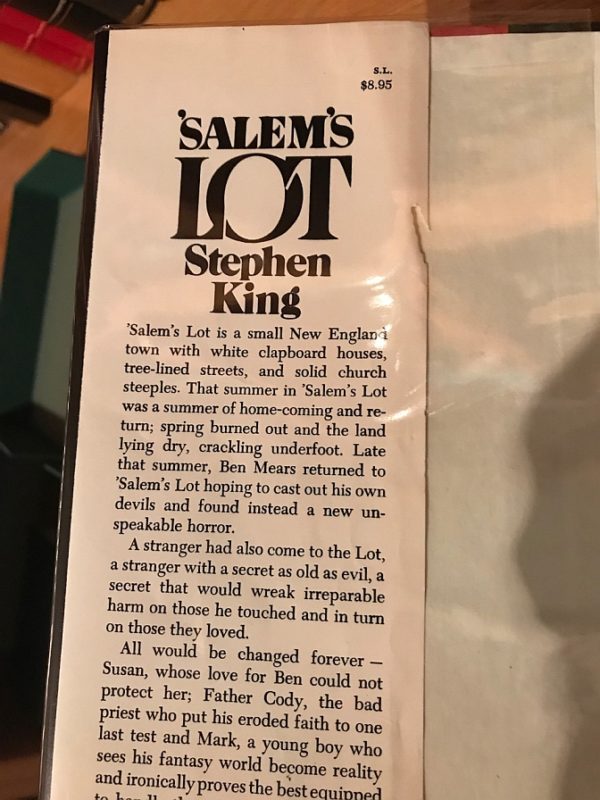 S.L.
$8.95
'SALEM'S
LOT
Stephen
King
'Salem's Lot is a small New England
town with white clapboard houses,
tree-lined streets, and solid church
steeples. That summer in 'Salem's Lot
was a summer of home-coming and re-
turn; spring burned out and the land
lying dry, crackling underfoot. Late
that summer, Ben Mears returned to
'Salem's Lot hoping to cast out his own
devils and found instead a new un-
speakable horror.
A stranger had also come to the Lot,
a stranger with a secret as old as evil, a
secret that would wreak irreparable
harm on those he touched and in turn
on those they loved.
All would be changed forever —
Susan, whose love for Ben could not
protect her; Father Cody, the bad
priest who put his eroded faith to one
last test and Mark, a young boy who
sees his fantasy world become reality
and ironically proves the best equipped